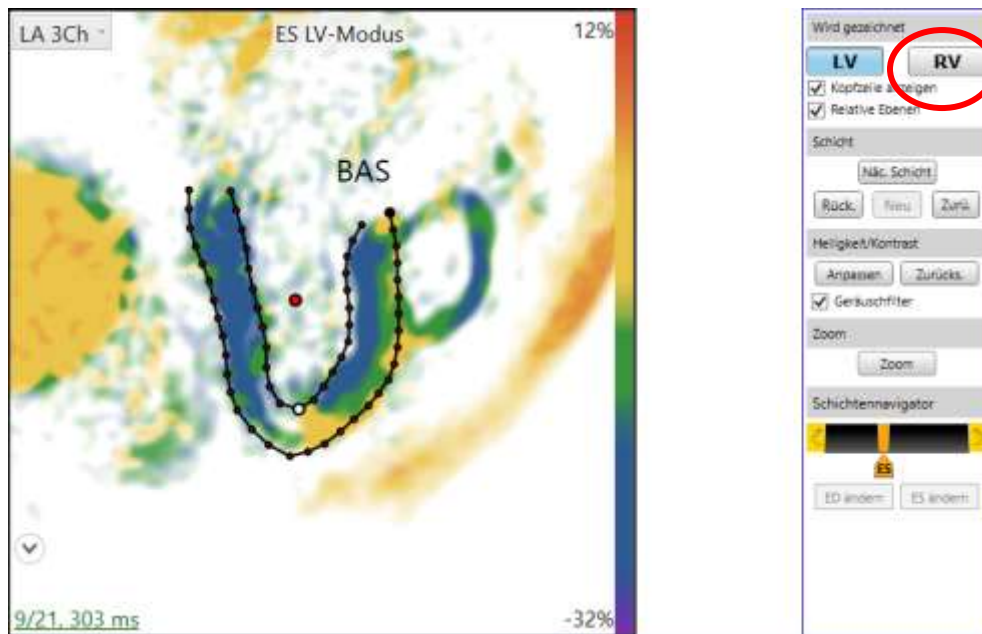 LA 3Ch
ES LV-Modus
12%
BAS
9/21, 303 ms
-32%
Wird gezeichnet
LV
RV
Kopfzeile anzeigen
Relative Ebenen
Schicht
Näc. Schicht
Rück.
Neu
Zurü.
Helligkeit/Kontrast
Anpassen
Zurücks.
Geräuschfilter
Zoom
Zoom
Schichtennavigator
ES
ED ändern
ES ändern